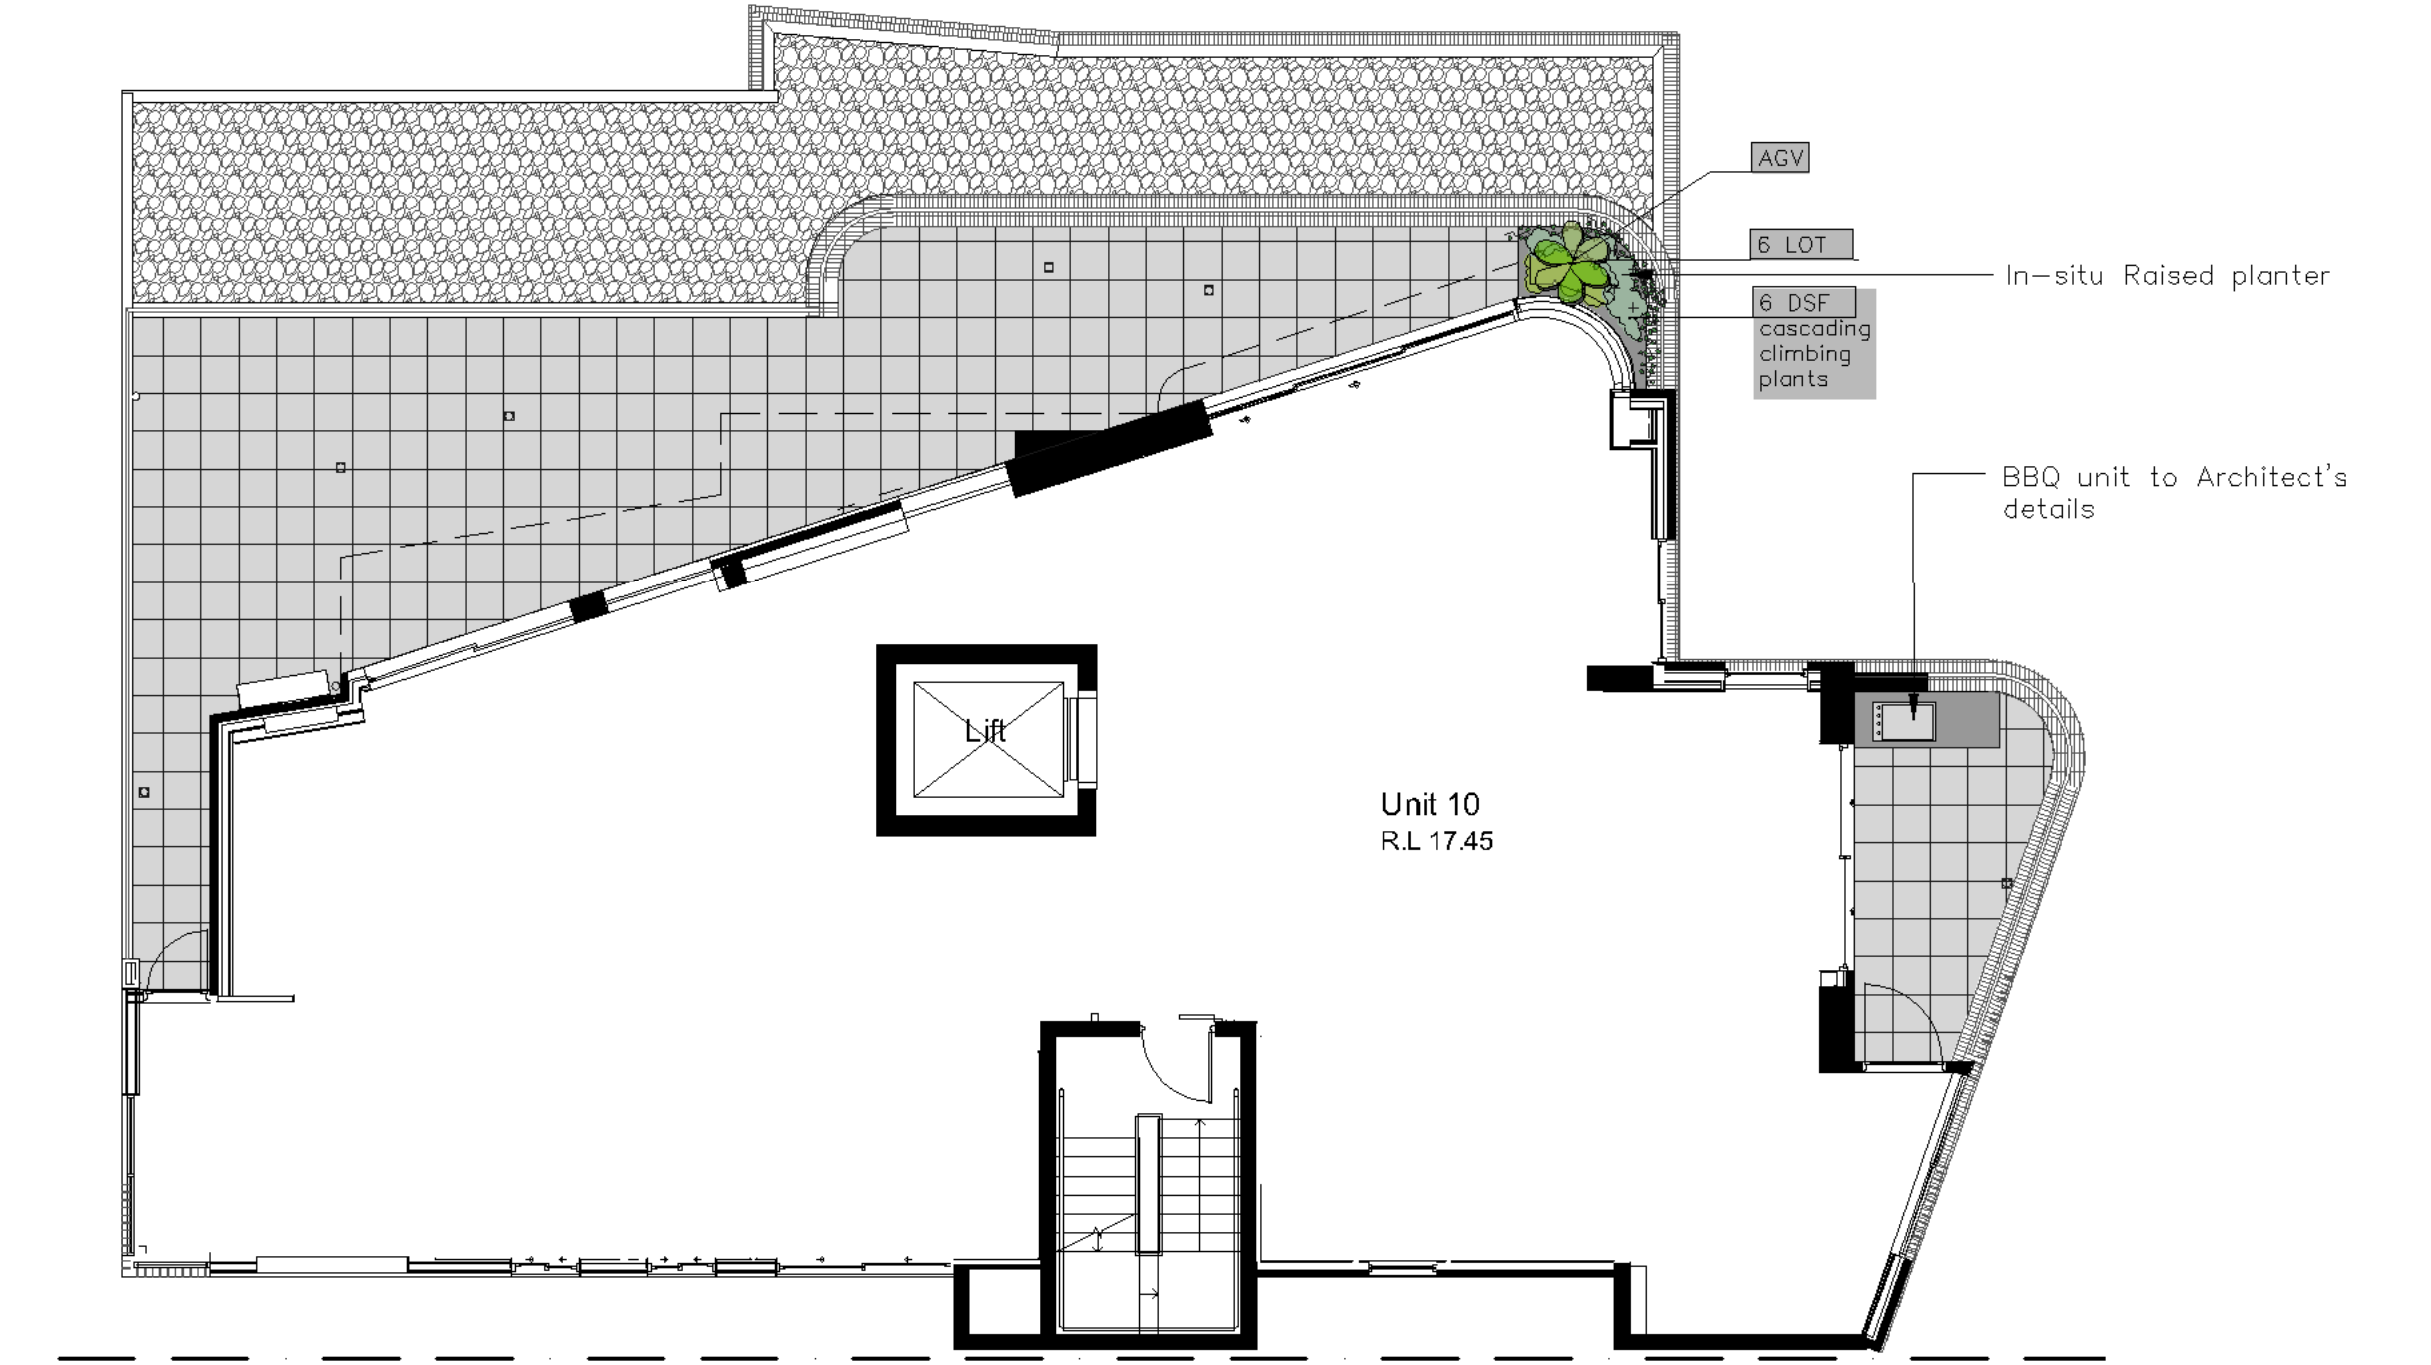 AGV
6 LOT
In-situ Raised planter
6 DSF
cascading
climbing
plants
BBQ unit to Architect's
details
Lift
Unit 10
R.L 17.45